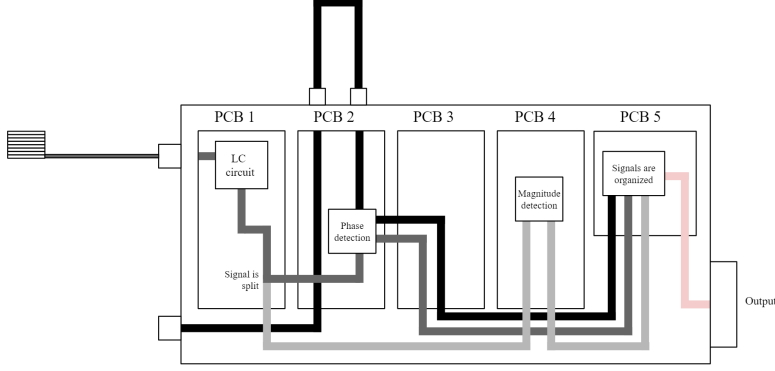 PCB 1
PCB 2
PCB 3
PCB 4
PCB 5
LC
circuit
Signals are
organized
Magnitude
detection
Phase
detection
Signal is
split
Output